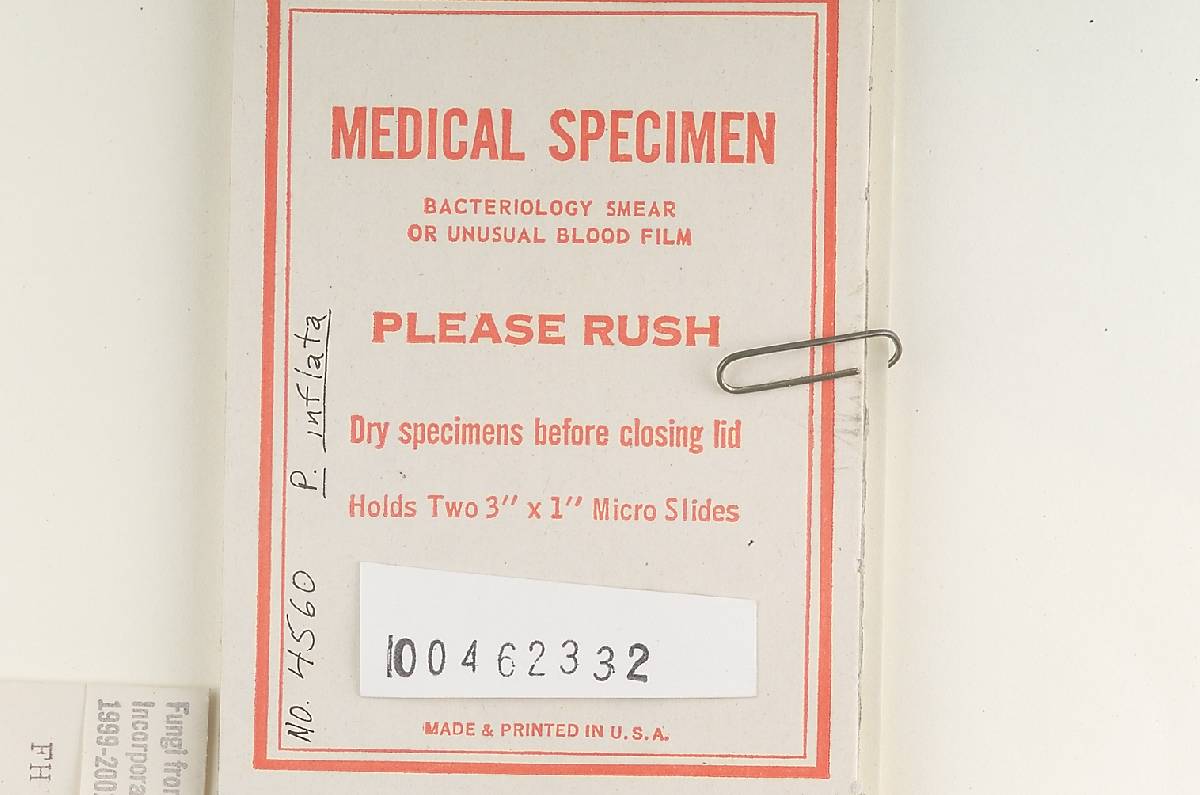 MEDICAL SPECIMEN
BACTERIOLOGY SMEAR
OR UNUSUAL BLOOD FILM
PLEASE RUSH
Dry specimens before closing lid
Holds Two 3" x 1" Micro Slides
00462332
MADE & PRINTED IN U.S.A.
NO. 4560 P. inflata
Fungi from
Incorpora
1999-200
FH